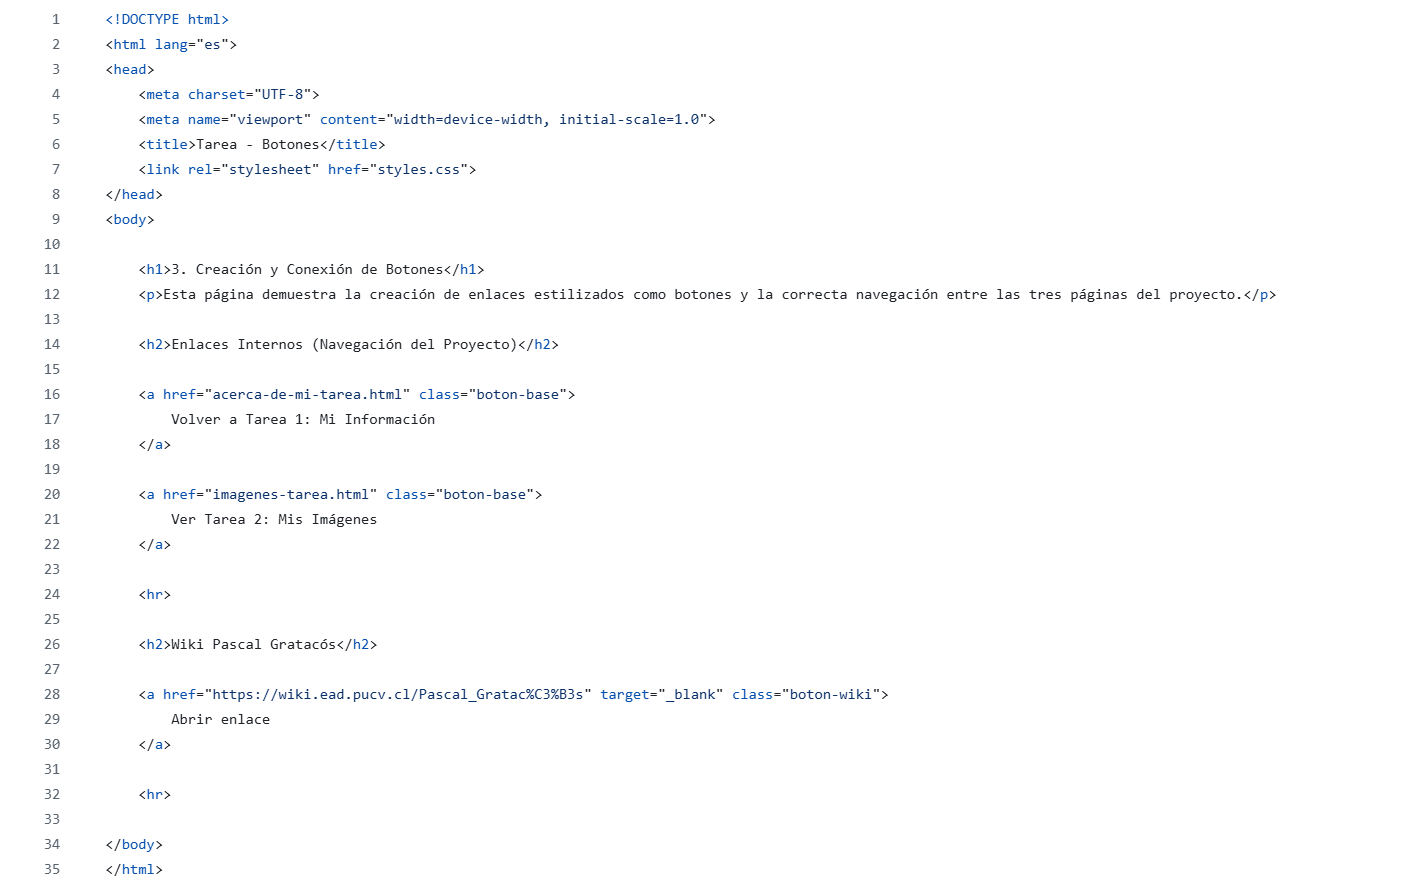 1 <!DOCTYPE html>
2 <html lang="es">
3 <head>
4     <meta charset="UTF-8">
5     <meta name="viewport" content="width=device-width, initial-scale=1.0">
6     <title>Tarea - Botones</title>
7     <link rel="stylesheet" href="styles.css">
8 </head>
9 <body>
10
11     <h1>3. Creación y Conexión de Botones</h1>
12     <p>Esta página demuestra la creación de enlaces estilizados como botones y la correcta navegación entre las tres páginas del proyecto.</p>
13
14     <h2>Enlaces Internos (Navegación del Proyecto)</h2>
15
16     <a href="acerca-de-mi-tarea.html" class="boton-base">
17         Volver a Tarea 1: Mi Información
18     </a>
19
20     <a href="imagenes-tarea.html" class="boton-base">
21         Ver Tarea 2: Mis Imágenes
22     </a>
23
24     <hr>
25
26     <h2>Wiki Pascal Gratacós</h2>
27
28     <a href="https://wiki.ead.pucv.cl/Pascal_Gratac%C3%B3s" target="_blank" class="boton-wiki">
29         Abrir enlace
30     </a>
31
32     <hr>
33
34 </body>
35 </html>